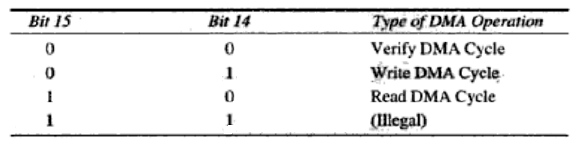 Bit 15 Bit 14 Type of DMA Operation
0 0 Verify DMA Cycle
0 1 Write DMA Cycle
1 0 Read DMA Cycle
1 1 (Illegal)